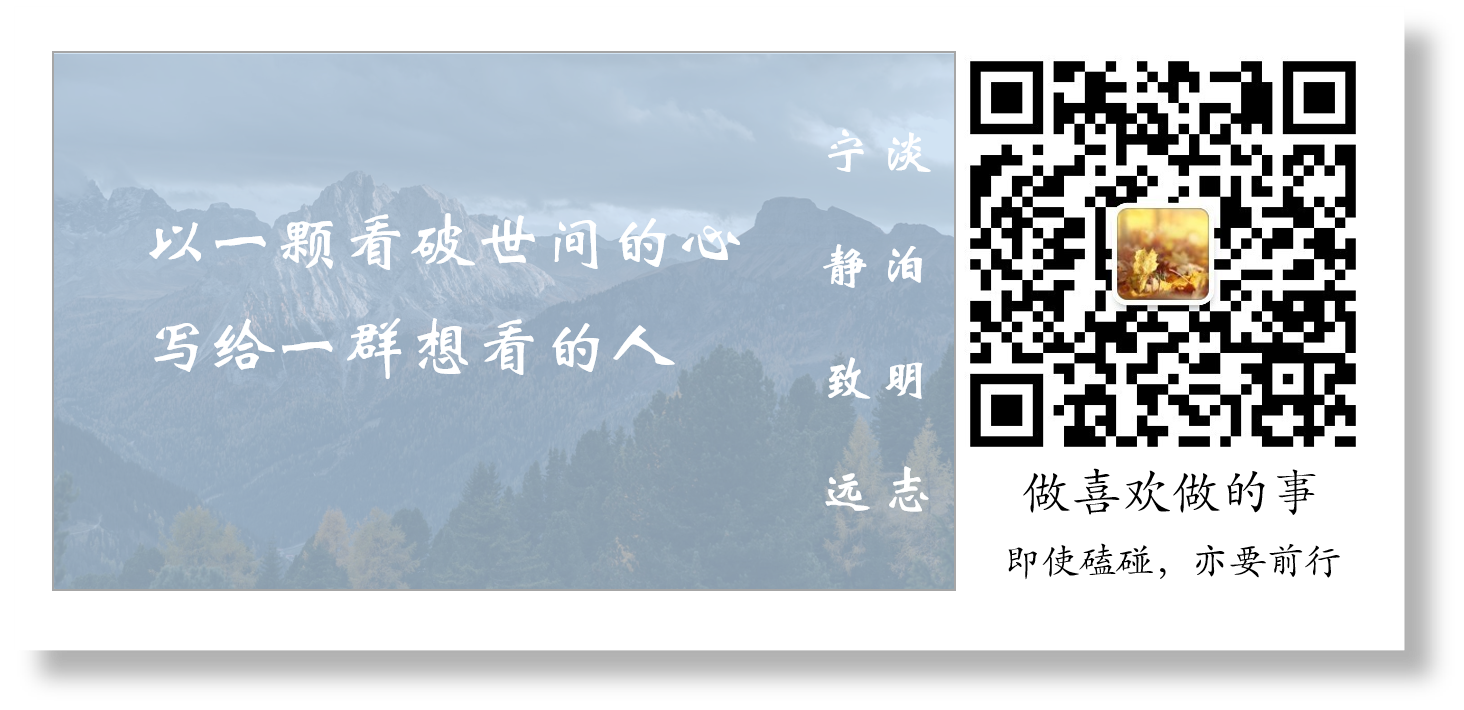 以一颗看破世间的心
写给一群想看的人
淡泊明志
宁静致远
做喜欢做的事
即使磕碰，亦要前行